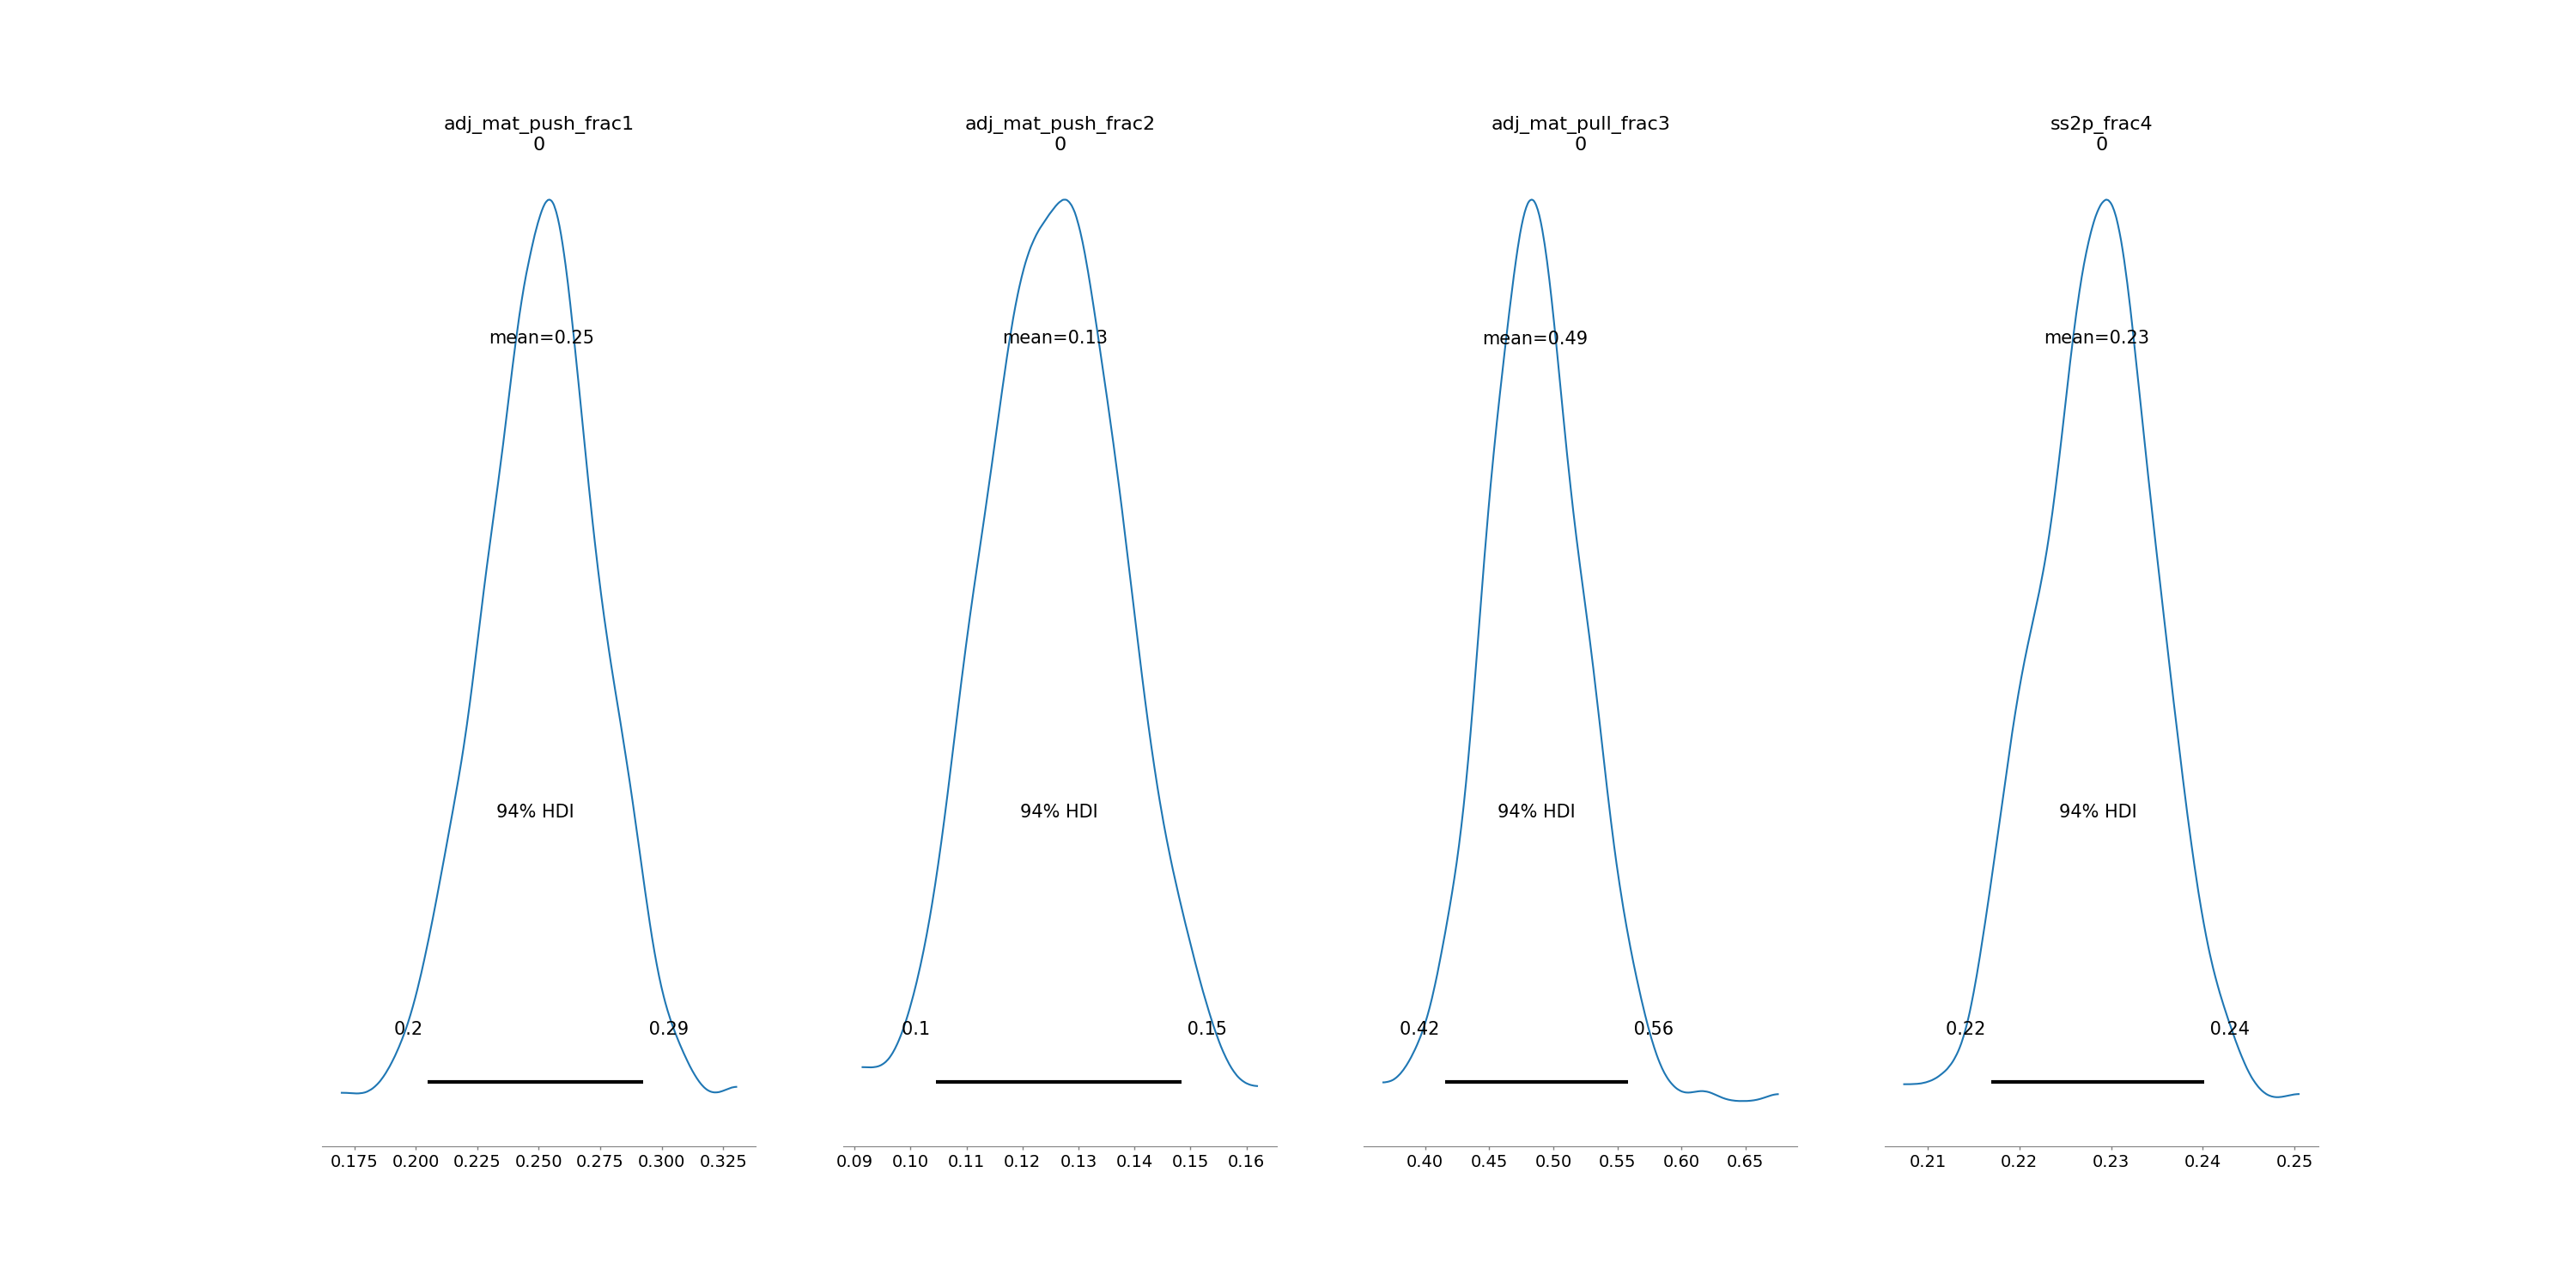 adj_mat_push_frac1
0
adj_mat_push_frac2
0
adj_mat_pull_frac3
0
ss2p_frac4
0
mean=0.25
mean=0.13
mean=0.49
mean=0.23
94% HDI
94% HDI
94% HDI
94% HDI
0.2
0.29
0.1
0.15
0.42
0.56
0.22
0.24
0.175 0.200 0.225 0.250 0.275 0.300 0.325
0.09 0.10 0.11 0.12 0.13 0.14 0.15 0.16
0.40 0.45 0.50 0.55 0.60 0.65
0.21 0.22 0.23 0.24 0.25